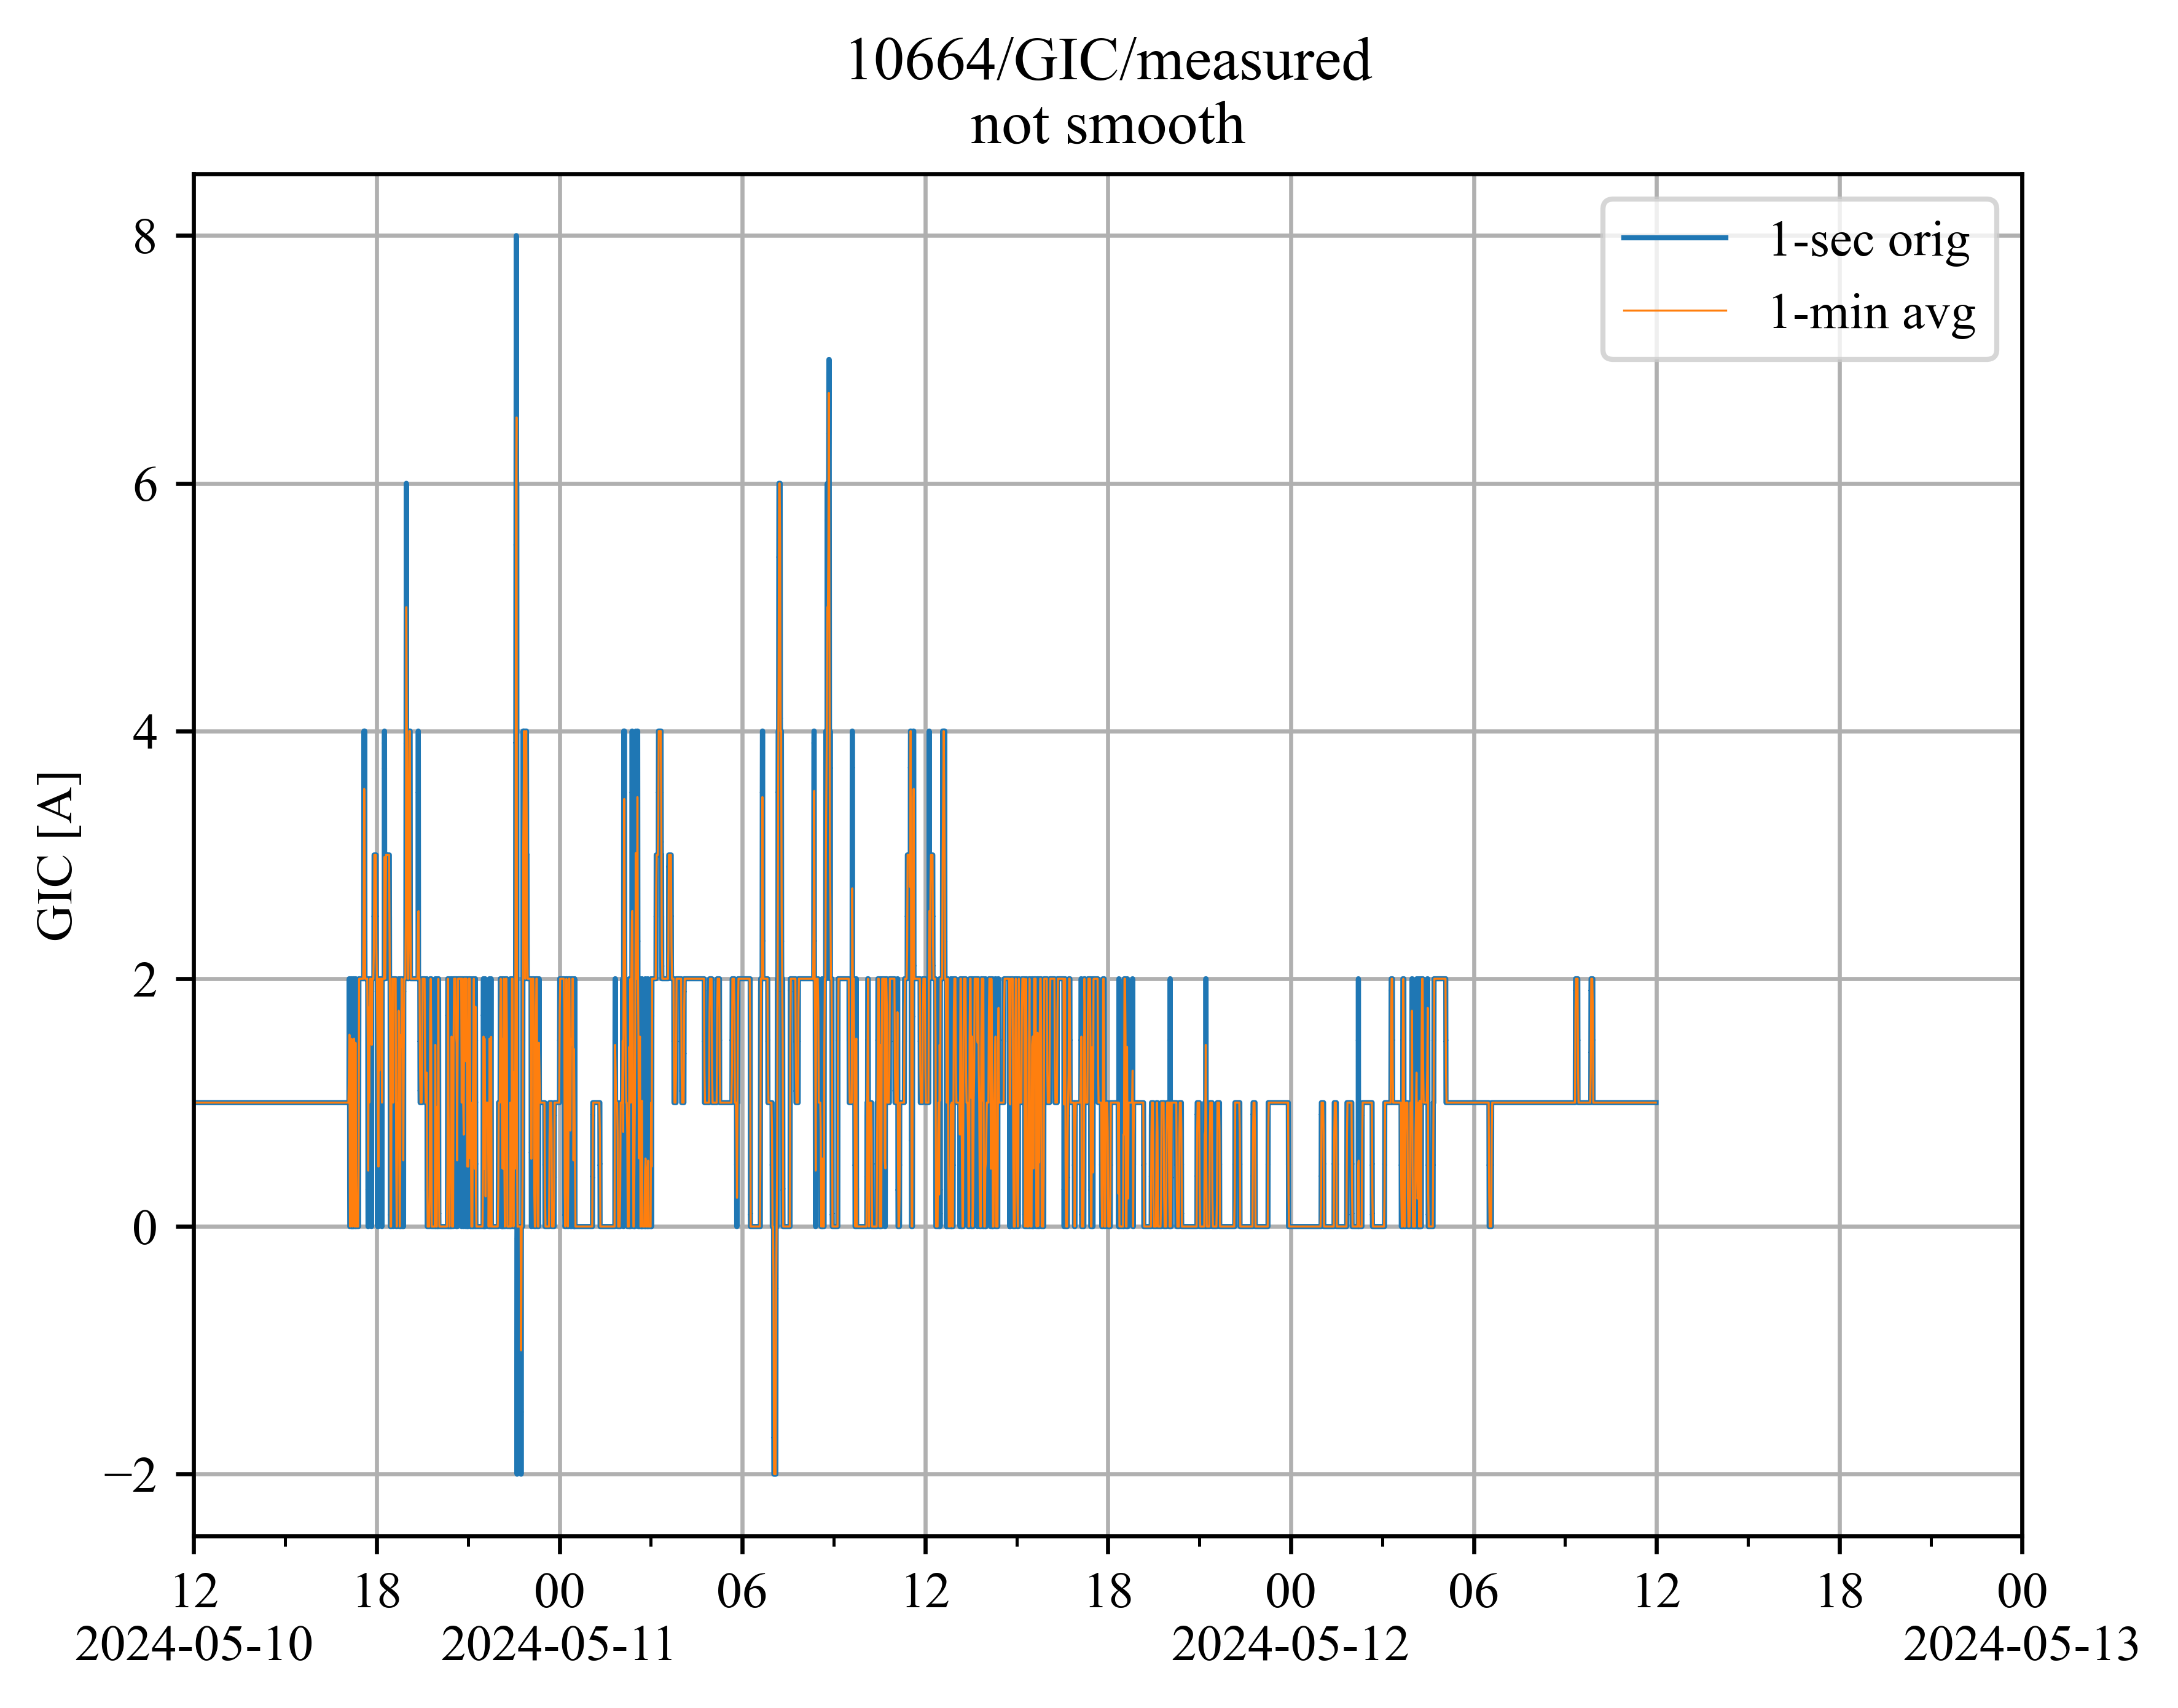 10664/GIC/measured
not smooth
1-sec orig
1-min avg
GIC [A]
8
6
4
2
0
−2
12 18 00 06 12 18 00 06 12 18 00
2024-05-10 2024-05-11 2024-05-12 2024-05-13